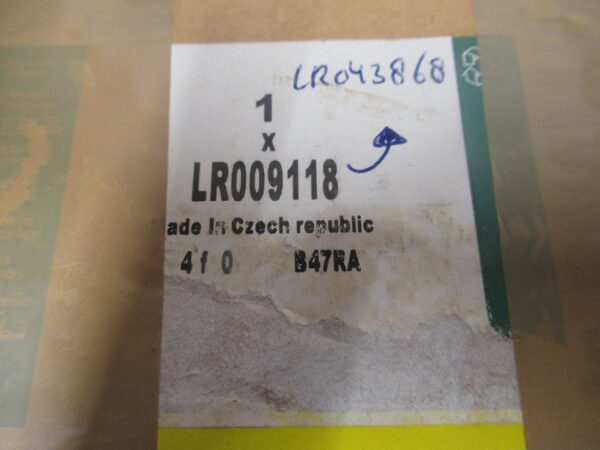 LR043868
1
x
LR009118
Made In Czech republic
4 f 0 B47RA